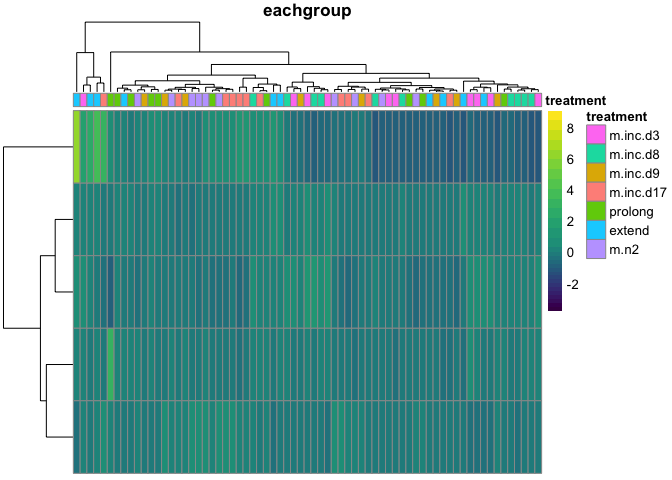 eachgroup
treatment
treatment
8
6
4
2
0
-2
m.inc.d3
m.inc.d8
m.inc.d9
m.inc.d17
prolong
extend
m.n2